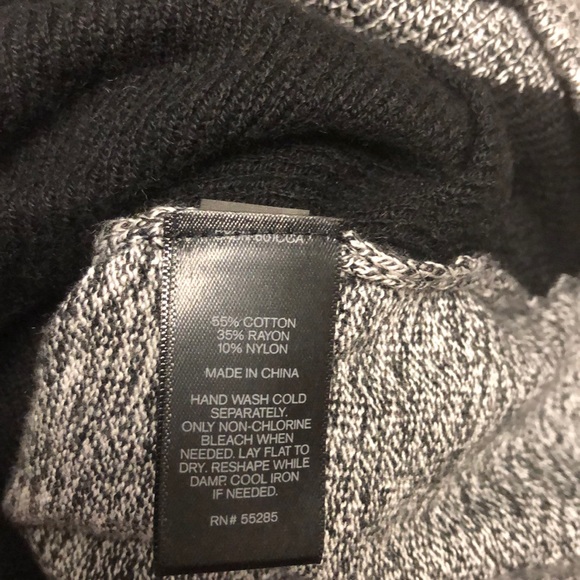 55% COTTON
35% RAYON
10% NYLON
MADE IN CHINA
HAND WASH COLD
SEPARATELY.
ONLY NON-CHLORINE
BLEACH WHEN
NEEDED. LAY FLAT TO
DRY. RESHAPE WHILE
DAMP. COOL IRON
IF NEEDED.
RN# 55285